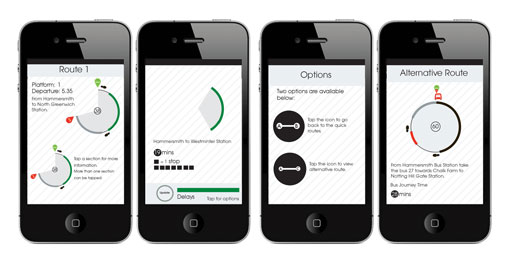 Route 1
Platform: 1
Departure: 5.35
From Hammersmith
to North Greenwich
Station.
Tap a section for more
information.
More than one section
can be tapped
Hammersmith to Westminster Station
mins
= 1 stop
Delays
Tap for options
Options
Two options are available
below:
A
B
Tap the icon to go
back to the quick
routes.
Tap the icon to view
alternative route.
Alternative Route
60
From Hammersmith Bus Station take
the bus 27 towards Chalk Farm to
Notting Hill Gate Station.
Bus Journey Time
28mins